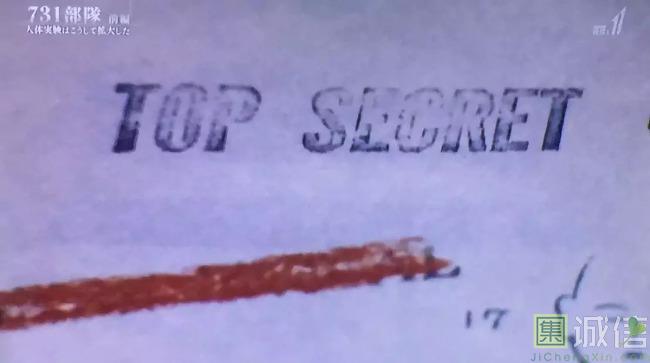 731部隊 前編
人体実験はこうして拡大した
TOP SECRET
17
集 诚信
JiChengXin.com